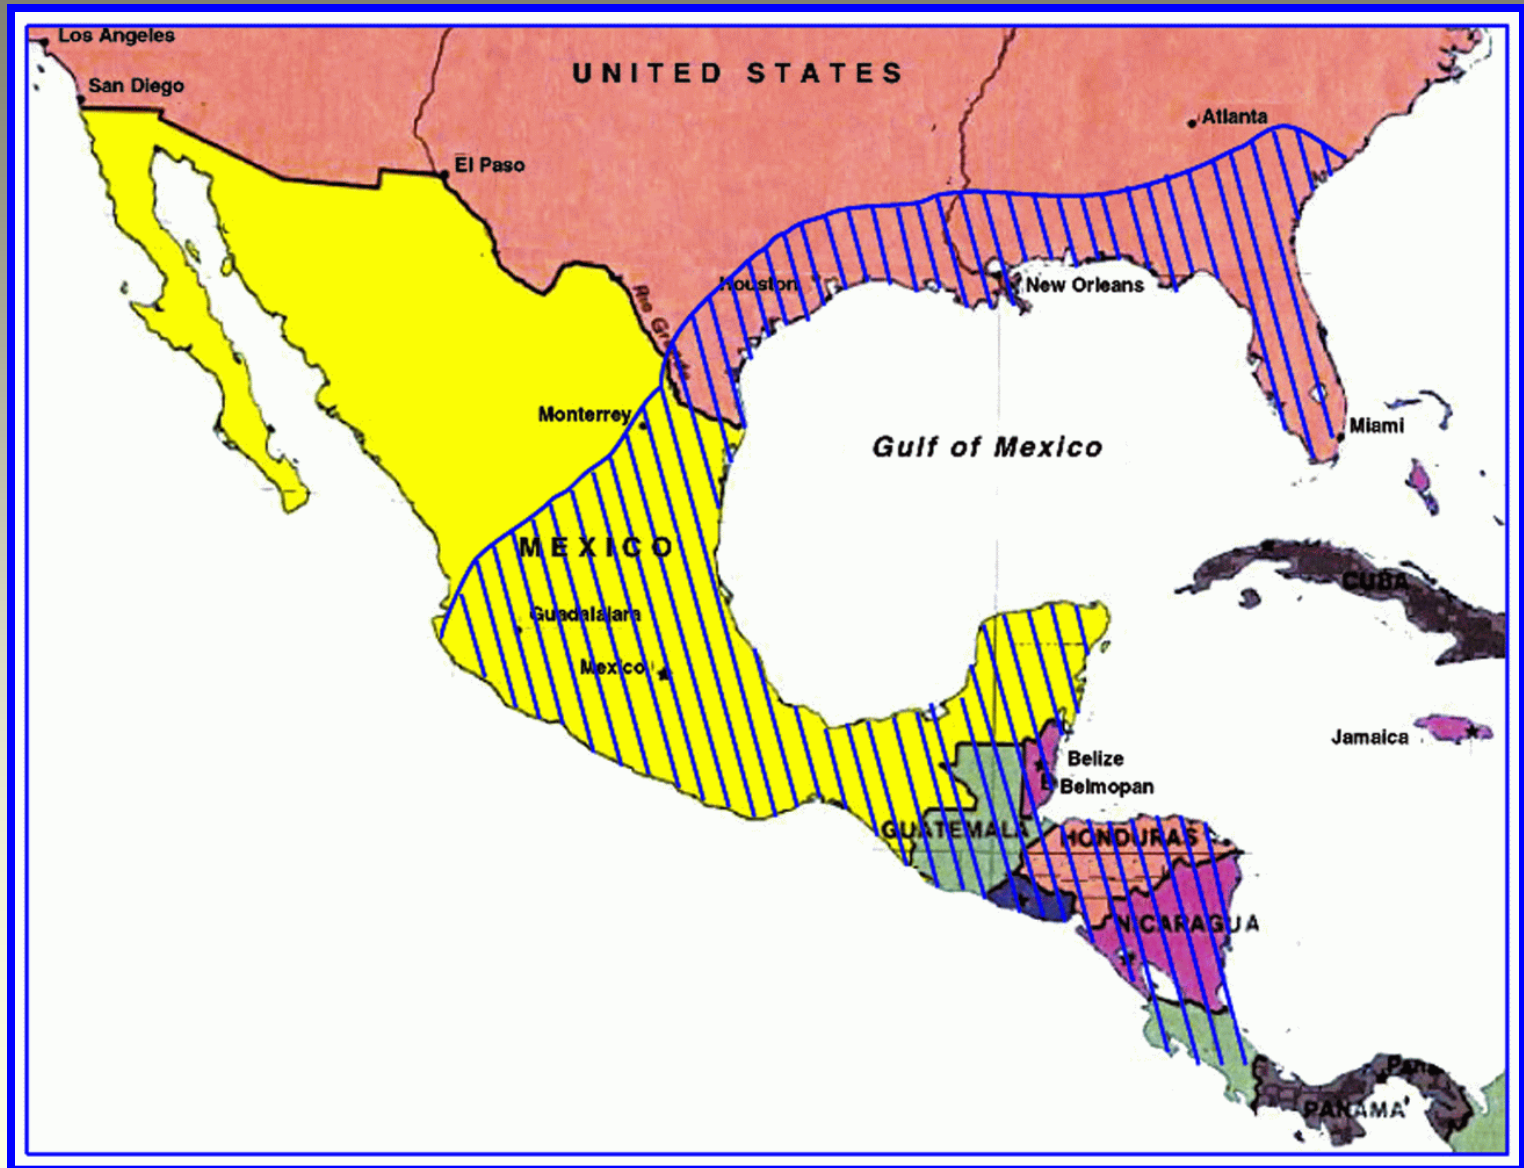 Los Angeles
UNITED STATES
San Diego
Atlanta
El Paso
Houston
New Orleans
Rio Grande
Monterrey
Miami
Gulf of Mexico
MEXICO
CUBA
Guadalajara
Mexico
Jamaica
Belize
Belmopan
GUATEMALA
HONDURAS
NICARAGUA
PANAMA